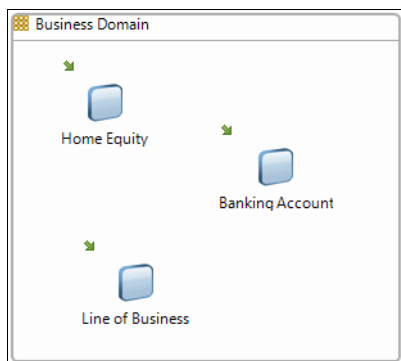 Business Domain
Home Equity
Banking Account
Line of Business